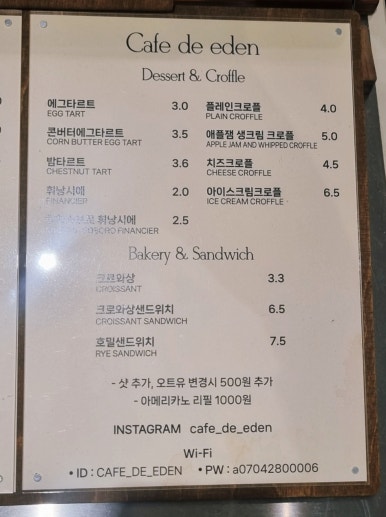 Cafe de eden
Dessert & Croffle
에그타르트 3.0
EGG TART
콘버터에그타르트 3.5
CORN BUTTER EGG TART
밤타르트 3.6
CHESTNUT TART
휘낭시에 2.0
FINANCIER
휘낭시에 2.5
FINANCIER
플레인크로플 4.0
PLAIN CROFFLE
애플잼 생크림 크로플 5.0
APPLE JAM AND WHIPPED CROFFLE
치즈크로플 4.5
CHEESE CROFFLE
아이스크림크로플 6.5
ICE CREAM CROFFLE
Bakery & Sandwich
크로와상 3.3
CROISSANT
크로와상샌드위치 6.5
CROISSANT SANDWICH
호밀샌드위치 7.5
RYE SANDWICH
- 샷 추가, 오트유 변경시 500원 추가
- 아메리카노 리필 1000원
INSTAGRAM cafe_de_eden
Wi-Fi
• ID : CAFE_DE_EDEN • PW : a07042800006